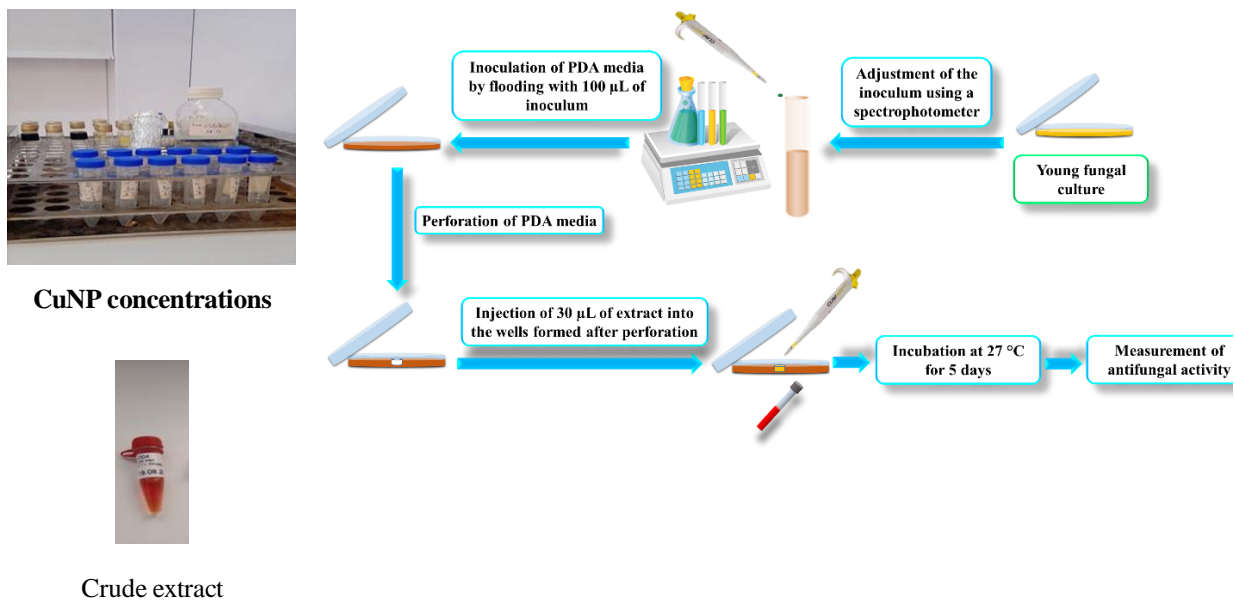 Inoculation of PDA media
by flooding with 100 µL of
inoculum
Adjustment of the
inoculum using a
spectrophotometer
Young fungal
culture
Perforation of PDA media
CuNP concentrations
Injection of 30 µL of extract into
the wells formed after perforation
Incubation at 27 °C
for 5 days
Measurement of
antifungal activity
Crude extract